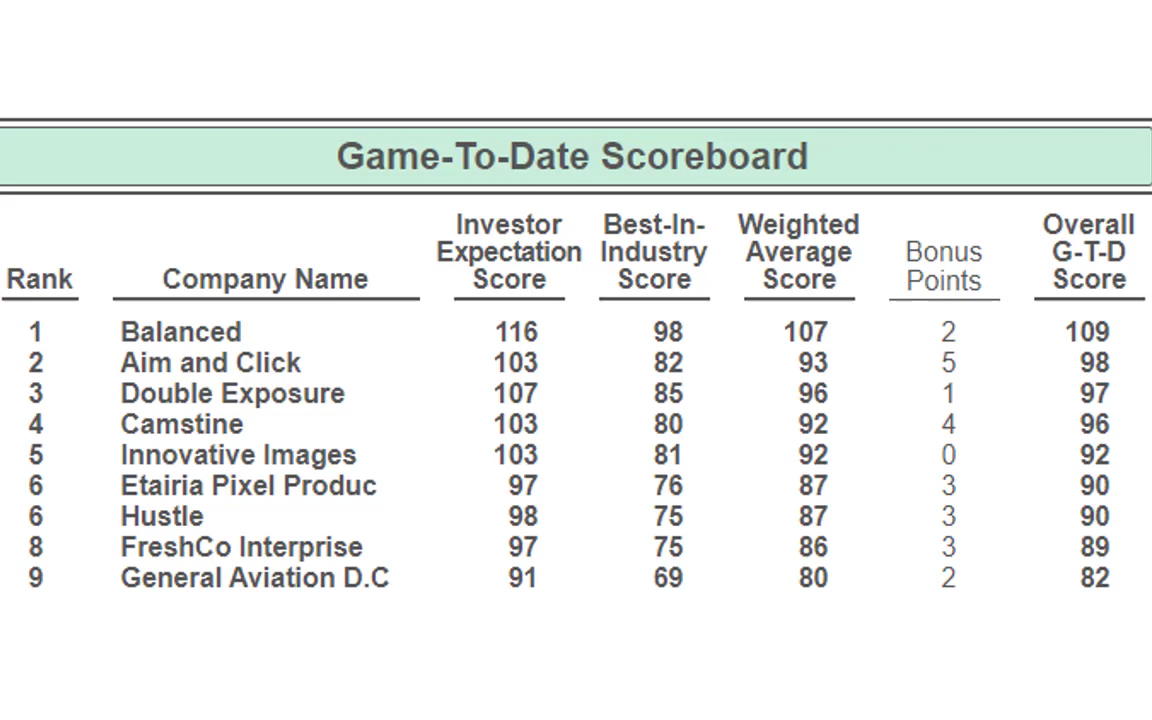 Game-To-Date Scoreboard
Rank Company Name Investor Expectation Score Best-In-Industry Score Weighted Average Score Bonus Points Overall G-T-D Score
1 Balanced 116 98 107 2 109
2 Aim and Click 103 82 93 5 98
3 Double Exposure 107 85 96 1 97
4 Camstine 103 80 92 4 96
5 Innovative Images 103 81 92 0 92
6 Etairia Pixel Produc 97 76 87 3 90
6 Hustle 98 75 87 3 90
8 FreshCo Interprise 97 75 86 3 89
9 General Aviation D.C 91 69 80 2 82